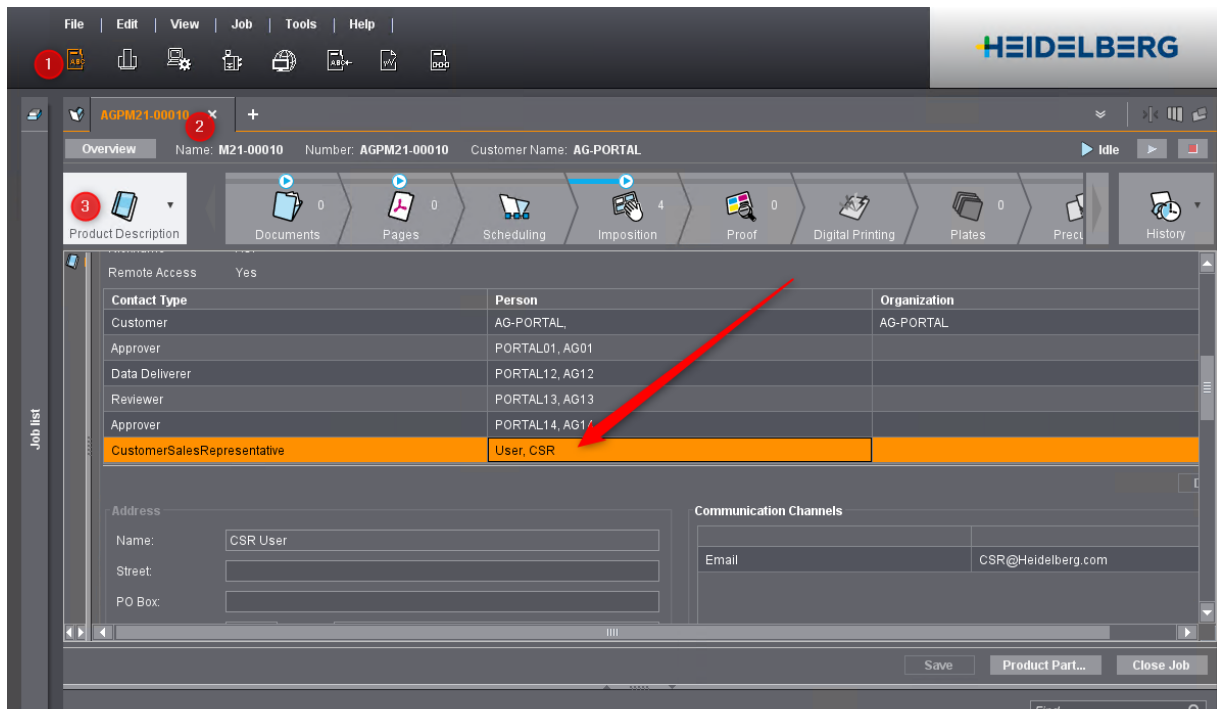 File | Edit | View | Job | Tools | Help |
HEIDELBERG
1
AGPM21-00010 × +
2
Overview Name: M21-00010 Number: AGPM21-00010 Customer Name: AG-PORTAL Idle
3
0 0 4 0 0
Product Description Documents Pages Scheduling Imposition Proof Digital Printing Plates History
Remote Access Yes
Contact Type Person Organization
Customer AG-PORTAL, AG-PORTAL
Approver PORTAL01, AG01
Data Deliverer PORTAL12, AG12
Reviewer PORTAL13, AG13
Approver PORTAL14,
CustomerSalesRepresentative User, CSR
Job list
Address Communication Channels
Name: CSR User
Email CSR@Heidelberg.com
Street:
PO Box:
Save Product Part... Close Job